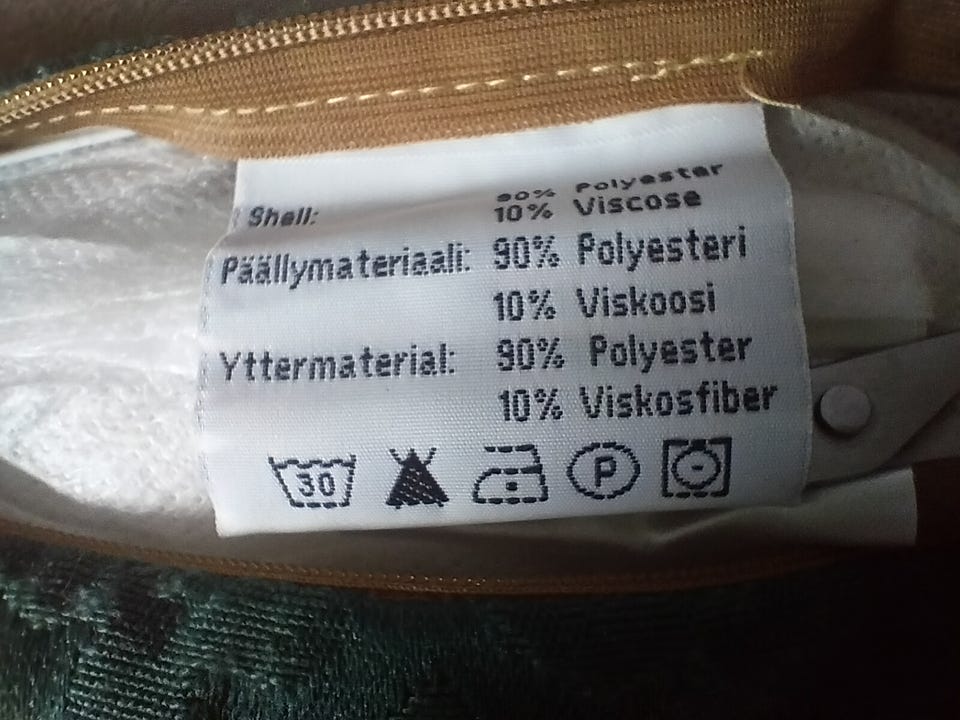 Shell: 90% Polyester
10% Viscose
Päällymateriaali: 90% Polyesteri
10% Viskoosi
Yttermaterial: 90% Polyester
10% Viskosfiber
30 P